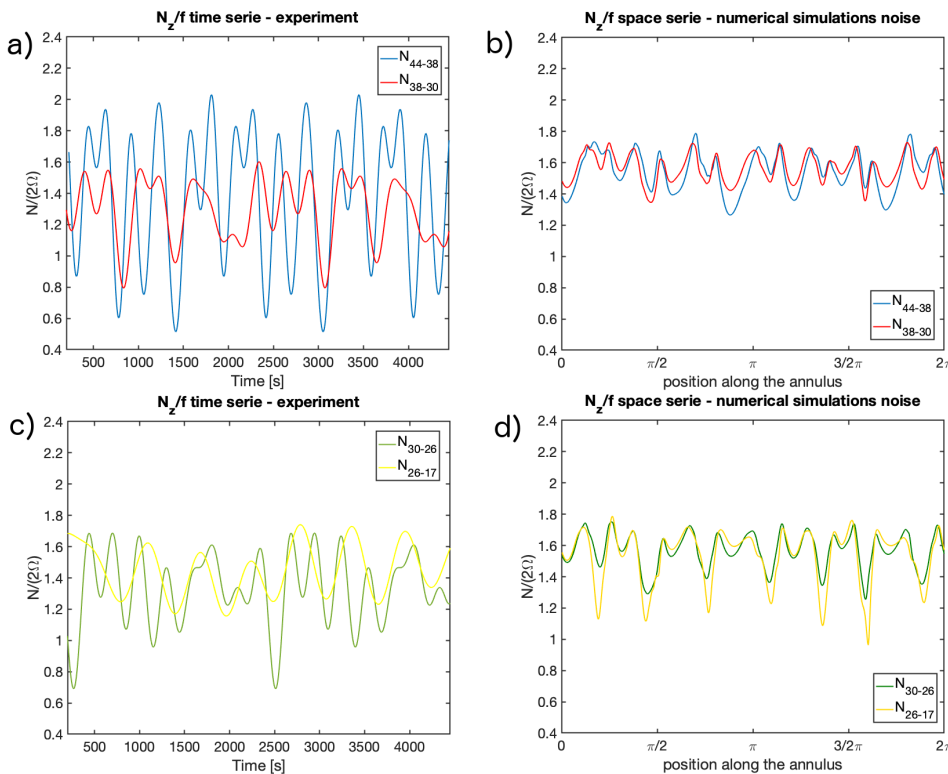 a)
N_z/f time serie - experiment
N_44-38
N_38-30
2.4
2.2
2
1.8
1.6
1.4
1.2
1
0.8
0.6
0.4
N/(2Ω)
500 1000 1500 2000 2500 3000 3500 4000
Time [s]
b)
N_z/f space serie - numerical simulations noise
2.4
2.2
2
1.8
1.6
1.4
1.2
1
0.8
0.6
0.4
N/(2Ω)
N_44-38
N_38-30
0 π/2 π 3/2π 2π
position along the annulus
c)
N_z/f time serie - experiment
N_30-26
N_26-17
2.4
2.2
2
1.8
1.6
1.4
1.2
1
0.8
0.6
0.4
N/(2Ω)
500 1000 1500 2000 2500 3000 3500 4000
Time [s]
d)
N_z/f space serie - numerical simulations noise
2.4
2.2
2
1.8
1.6
1.4
1.2
1
0.8
0.6
0.4
N/(2Ω)
N_30-26
N_26-17
0 π/2 π 3/2π 2π
position along the annulus